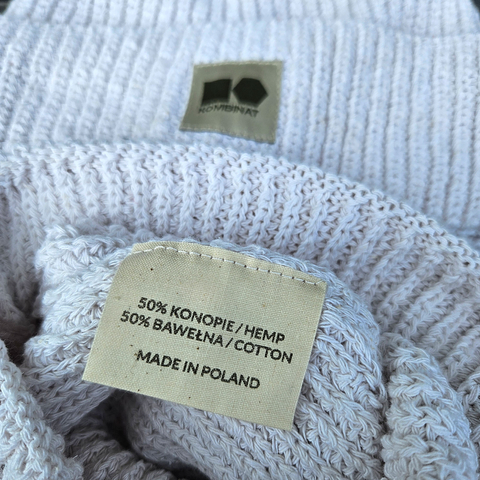 KOMBINAT
50% KONOPIE / HEMP
50% BAWEŁNA / COTTON
MADE IN POLAND